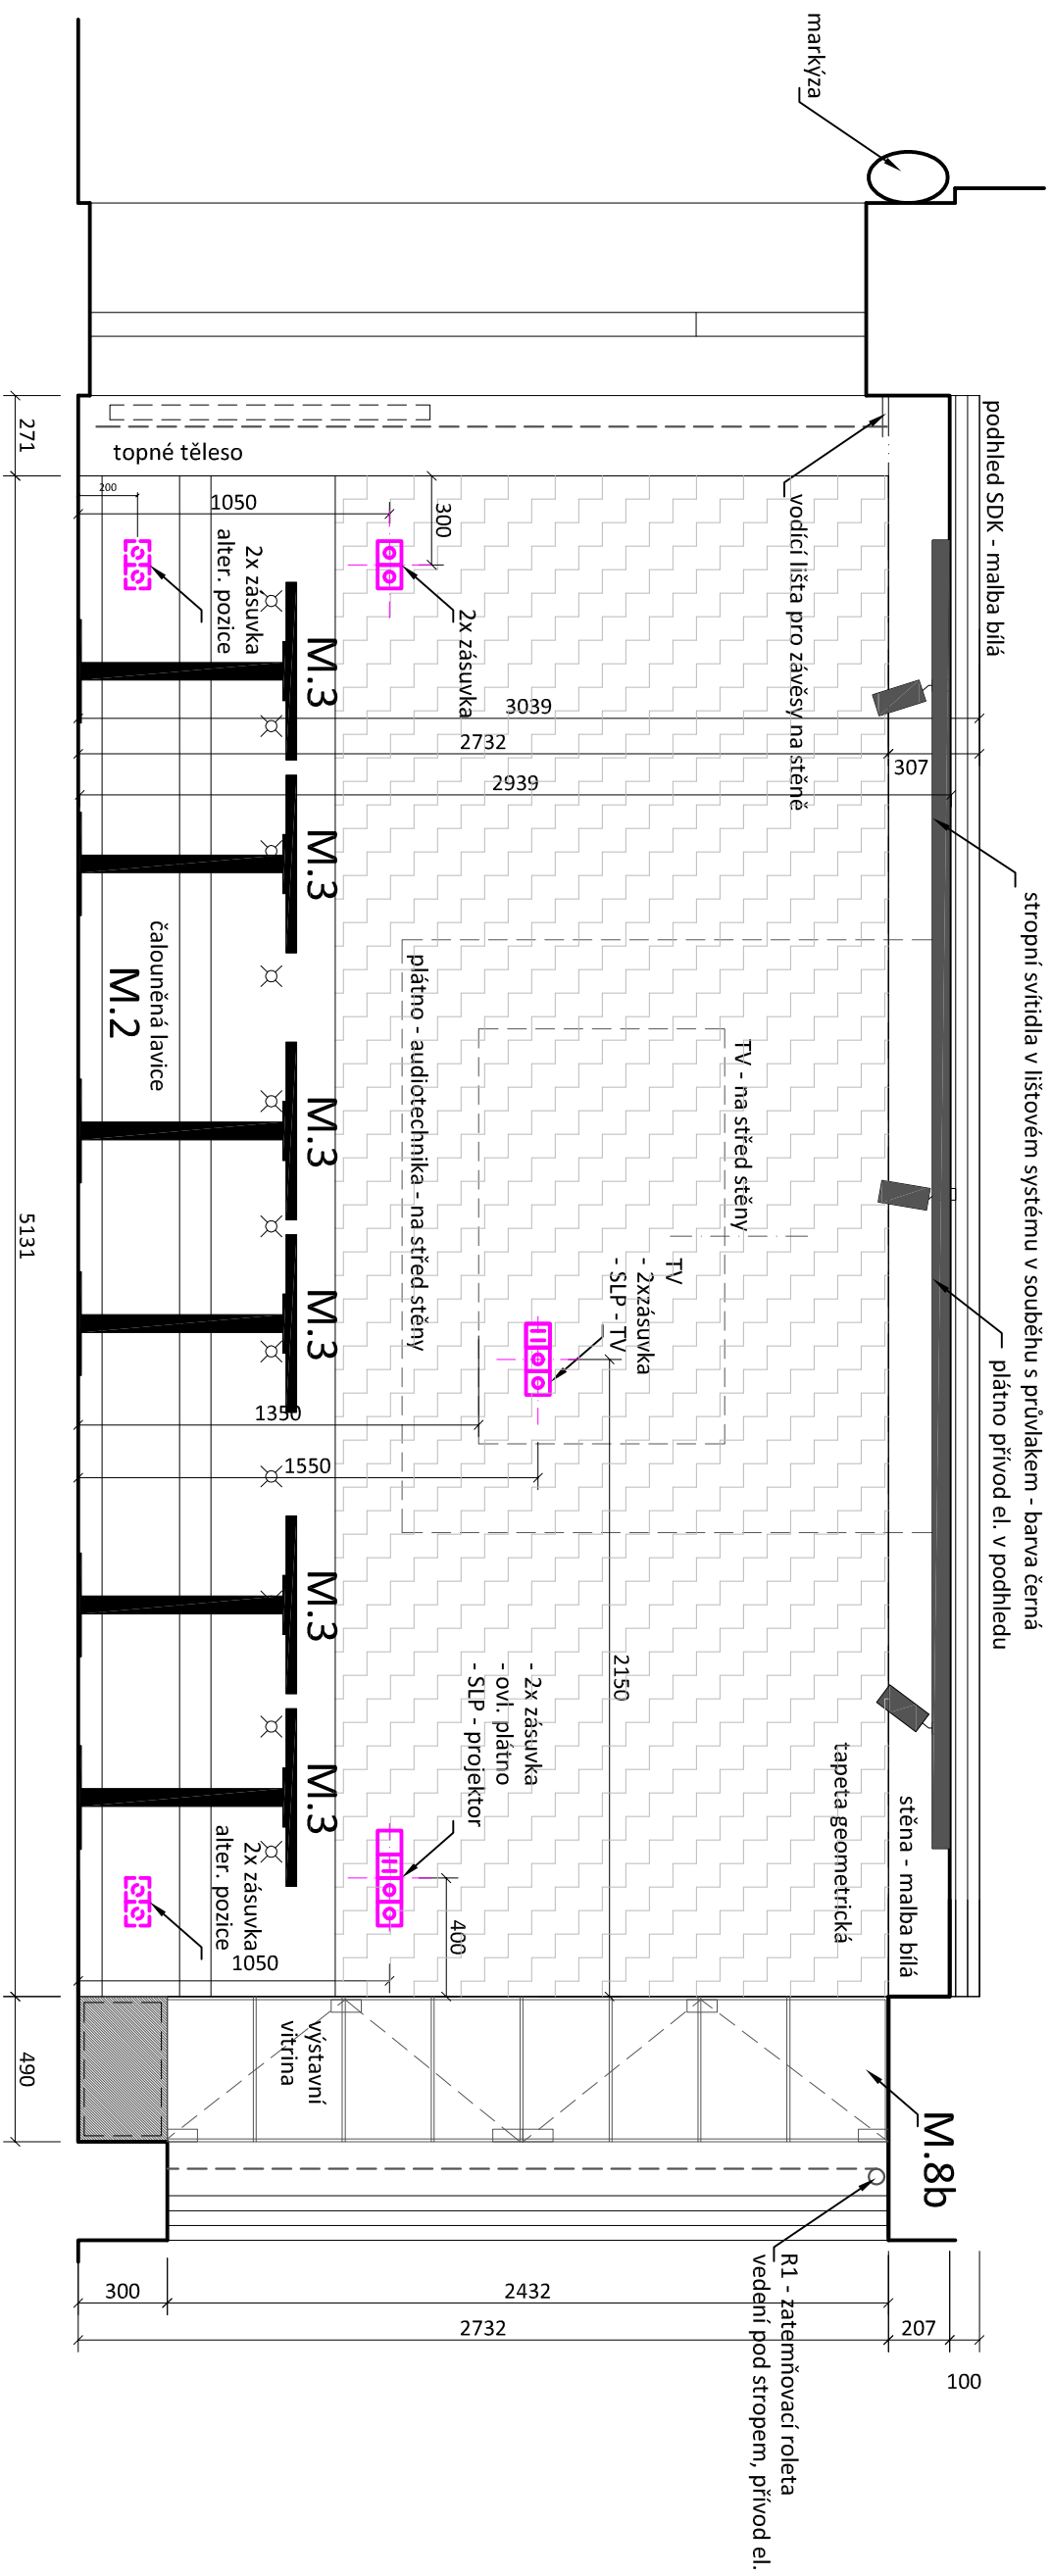 markýza
podhled SDK - malba bílá
stropní svítidla v lištovém systému v souběhu s průvlakem - barva černá
plátno přívod el. v podhledu
vodící lišta pro závěsy na stěně
stěna - malba bílá
tapeta geometrická
M.8b
R1 - zatemňovací roleta
vedení pod stropem, přívod el.
TV - na střed stěny
TV
- 2xzásuvka
- SLP - TV
plátno - audiotechnika - na střed stěny
2x zásuvka
- 2x zásuvka
- ovl. plátno
- SLP - projektor
300
3039
2732
2939
307
1050
200
1350
1550
2150
400
1050
M.3
M.3
M.3
M.3
M.3
M.3
topné těleso
2x zásuvka
alter. pozice
čalouněná lavice
M.2
2x zásuvka
alter. pozice
výstavní
vitrina
271
5131
490
300
2432
2732
207
100